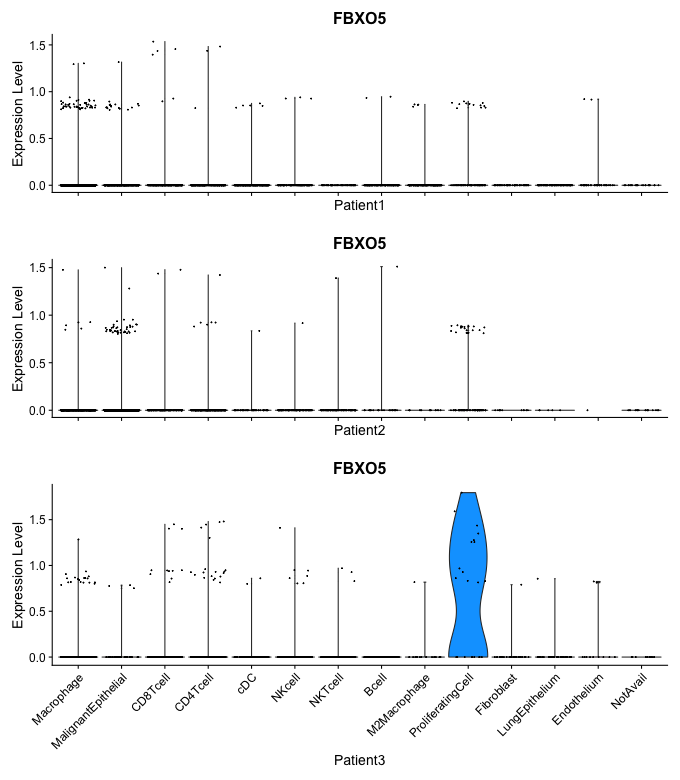 FBXO5
Expression Level
1.5
1.0
0.5
0.0
Patient1
FBXO5
Expression Level
1.5
1.0
0.5
0.0
Patient2
FBXO5
Expression Level
1.5
1.0
0.5
0.0
Macrophage
MalignantEpithelial
CD8Tcell
CD4Tcell
cDC
NKcell
NKTcell
Bcell
M2Macrophage
ProliferatingCell
Fibroblast
LungEpithelium
Endothelium
NotAvail
Patient3